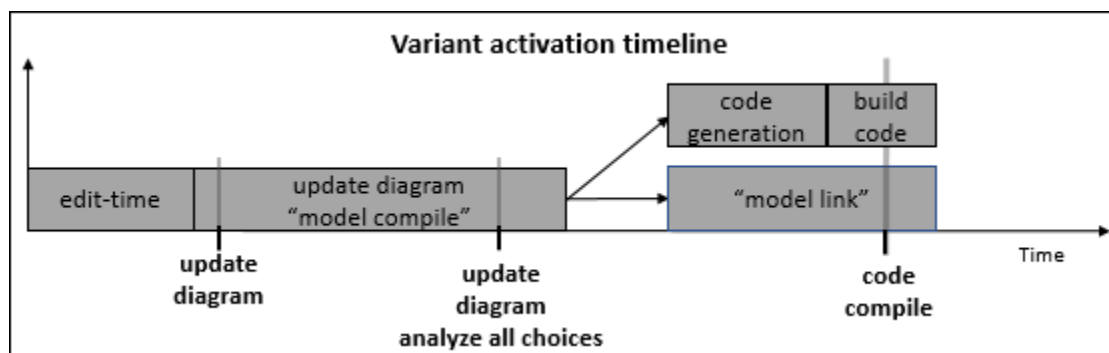 Variant activation timeline
code
generation
build
code
edit-time
update diagram
“model compile”
“model link”
Time
update
diagram
update
diagram
analyze all choices
code
compile